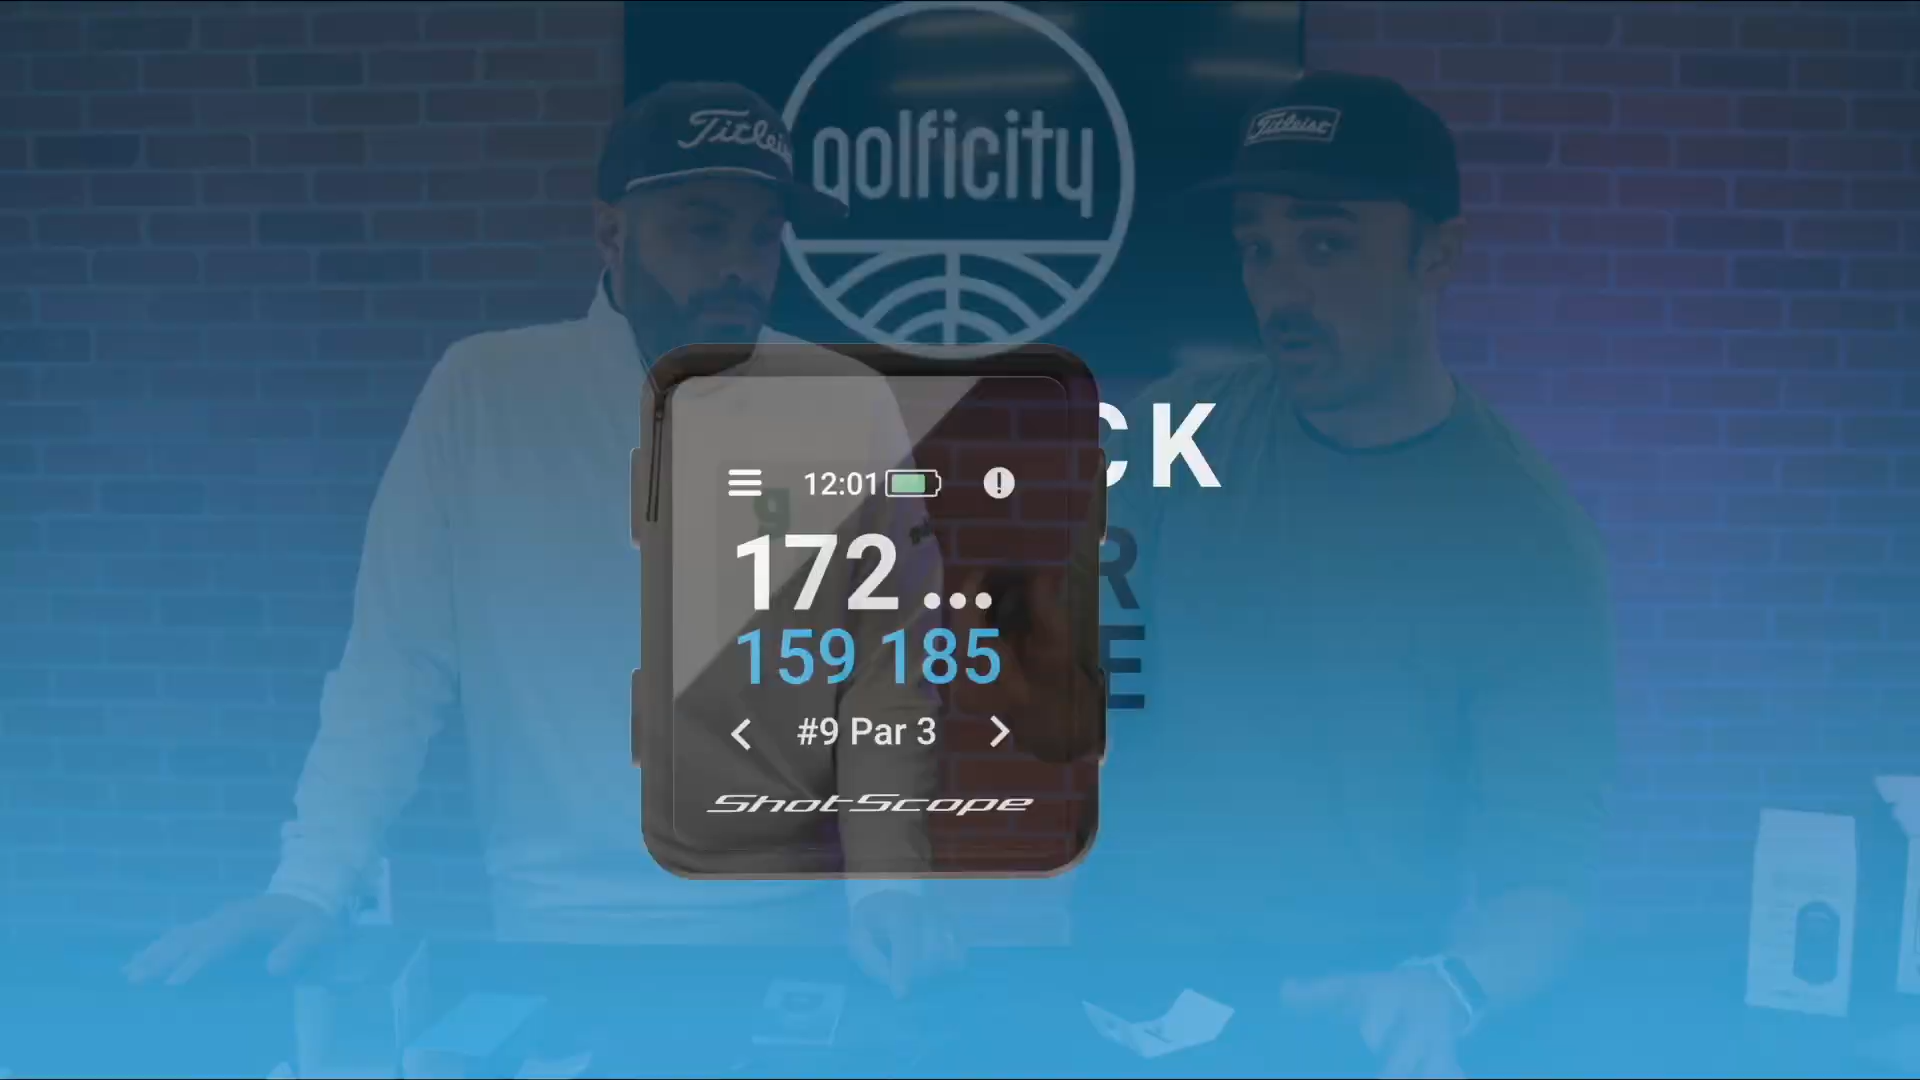 Titleist
golficity
Titleist
CK
12:01
172 ...
R
159 185
E
#9 Par 3
ShotScope